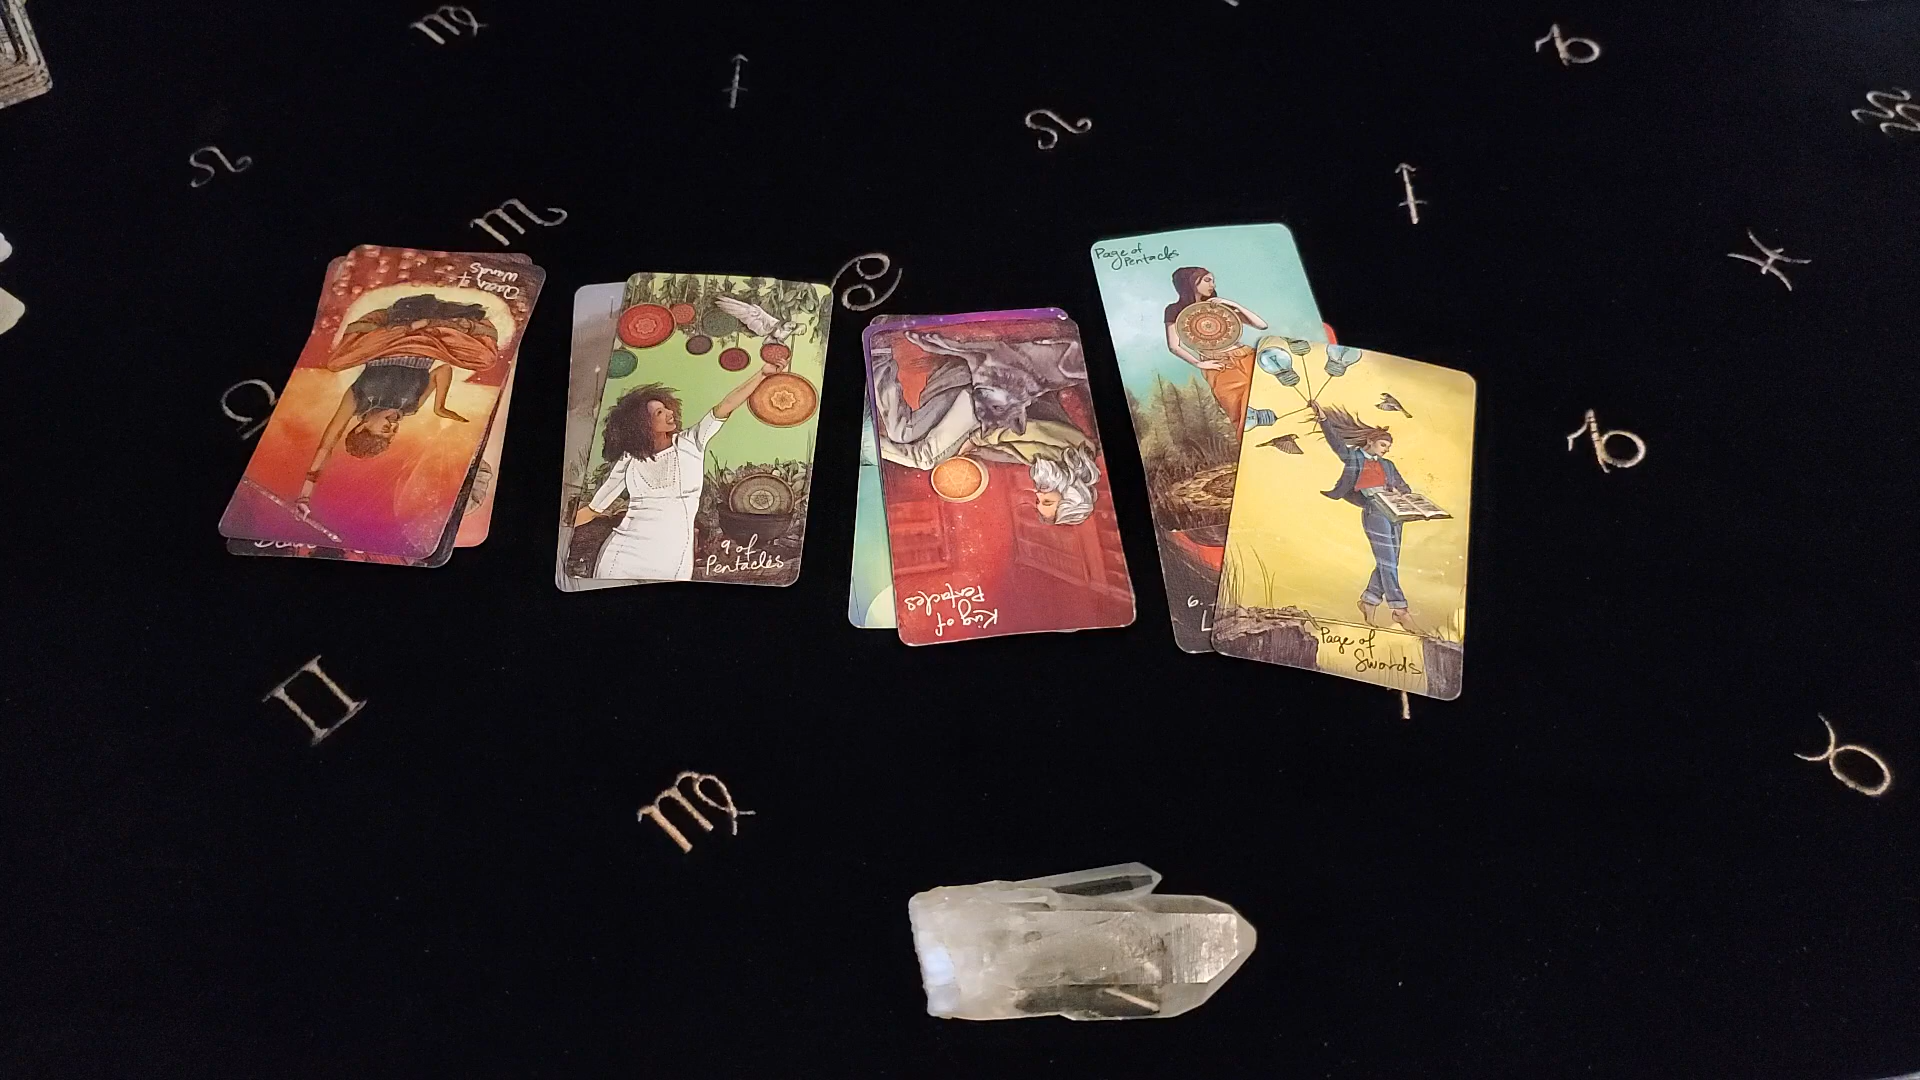 Queen of
Wands
9 of
Pentacles
King of
Pentacles
Page of
Pentacles
Page of
Swords